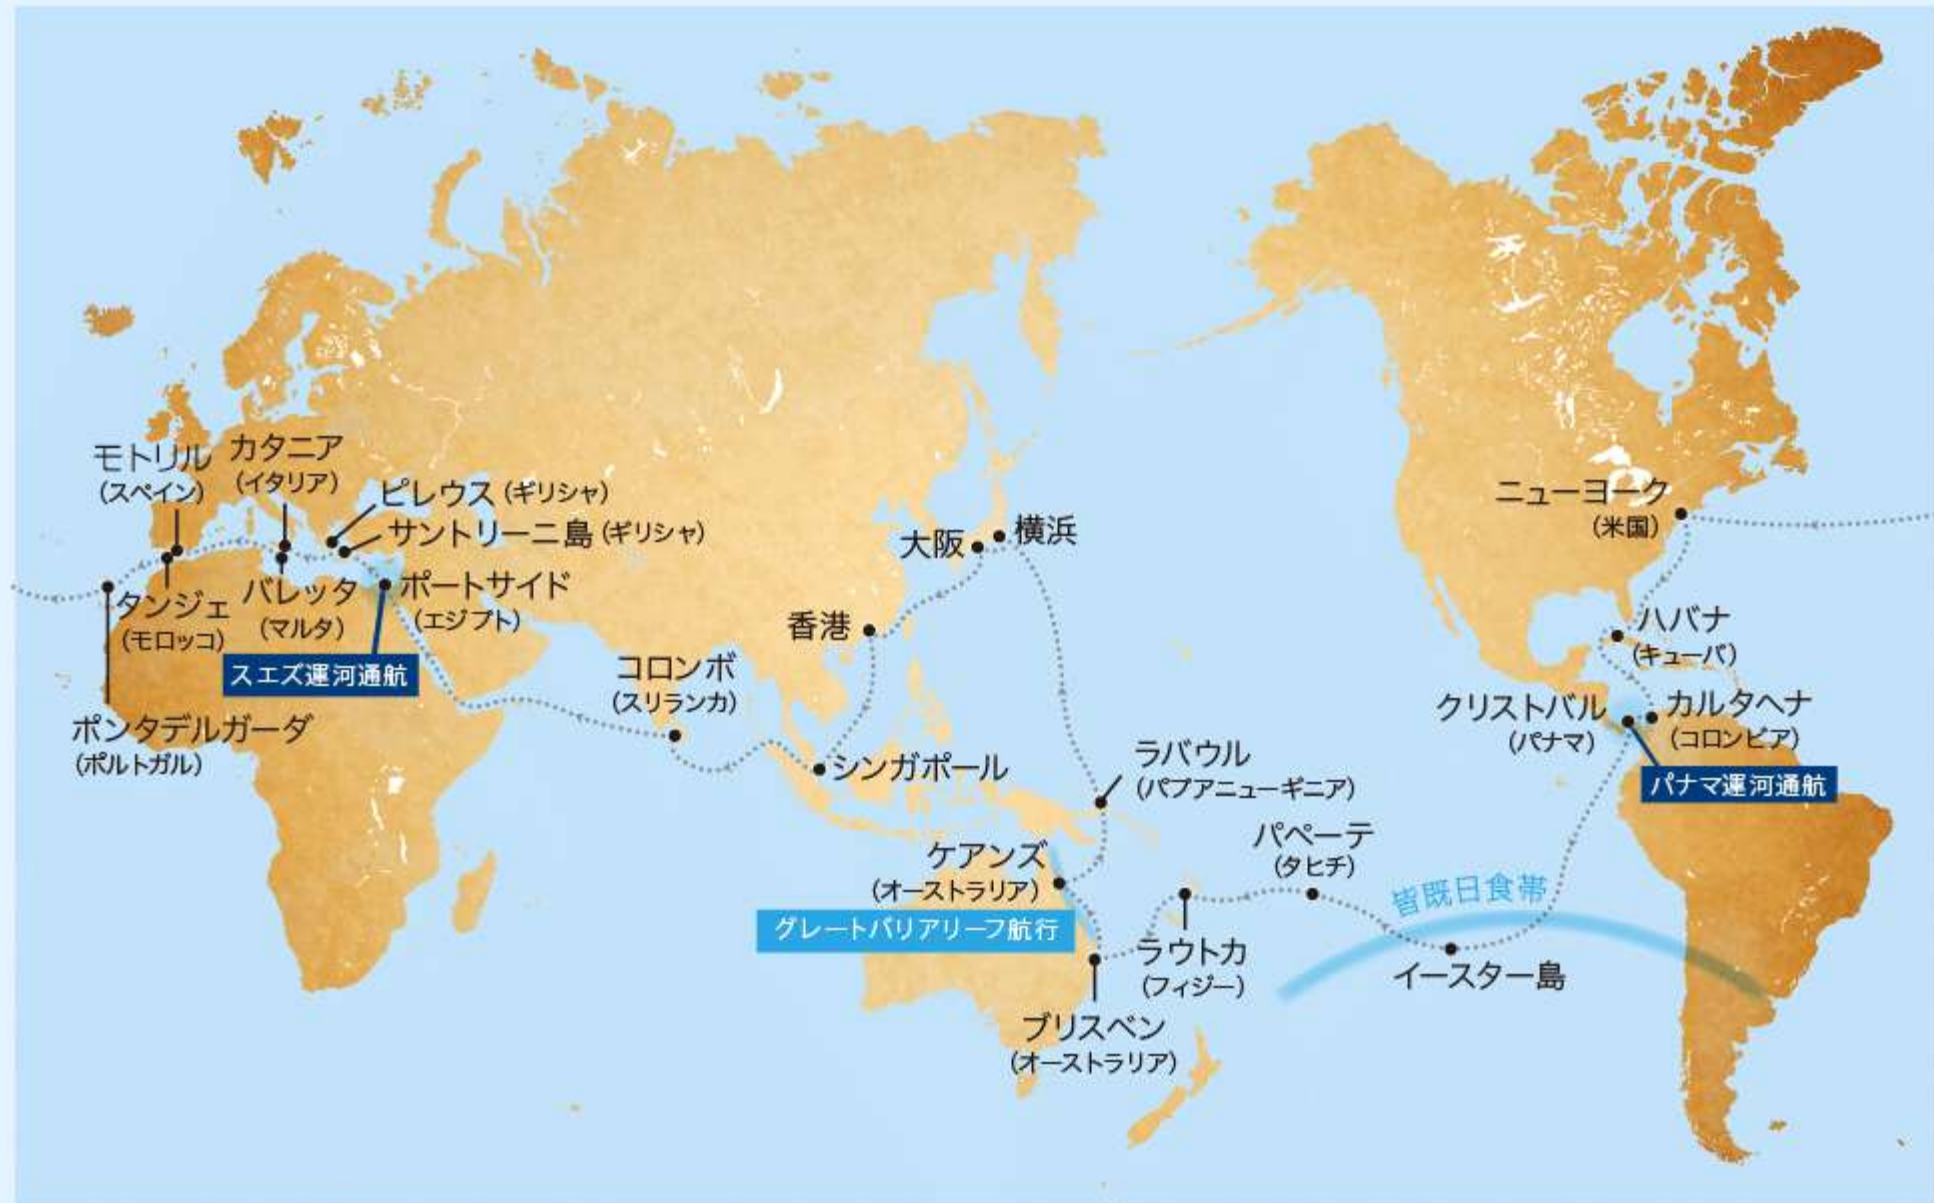 モトリル
(スペイン)
カタニア
(イタリア)
ピレウス (ギリシャ)
サントリーニ島 (ギリシャ)
タンジェ
(モロッコ)
バレッタ
(マルタ)
ポートサイド
(エジプト)
スエズ運河通航
ポンタデルガーダ
(ポルトガル)
大阪
横浜
香港
コロンボ
(スリランカ)
シンガポール
ラバウル
(パプアニューギニア)
ケアンズ
(オーストラリア)
グレートバリアリーフ航行
ブリスベン
(オーストラリア)
ラウトカ
(フィジー)
パペーテ
(タヒチ)
皆既日食帯
イースター島
ニューヨーク
(米国)
ハバナ
(キューバ)
クリストバル
(パナマ)
カルタヘナ
(コロンビア)
パナマ運河通航